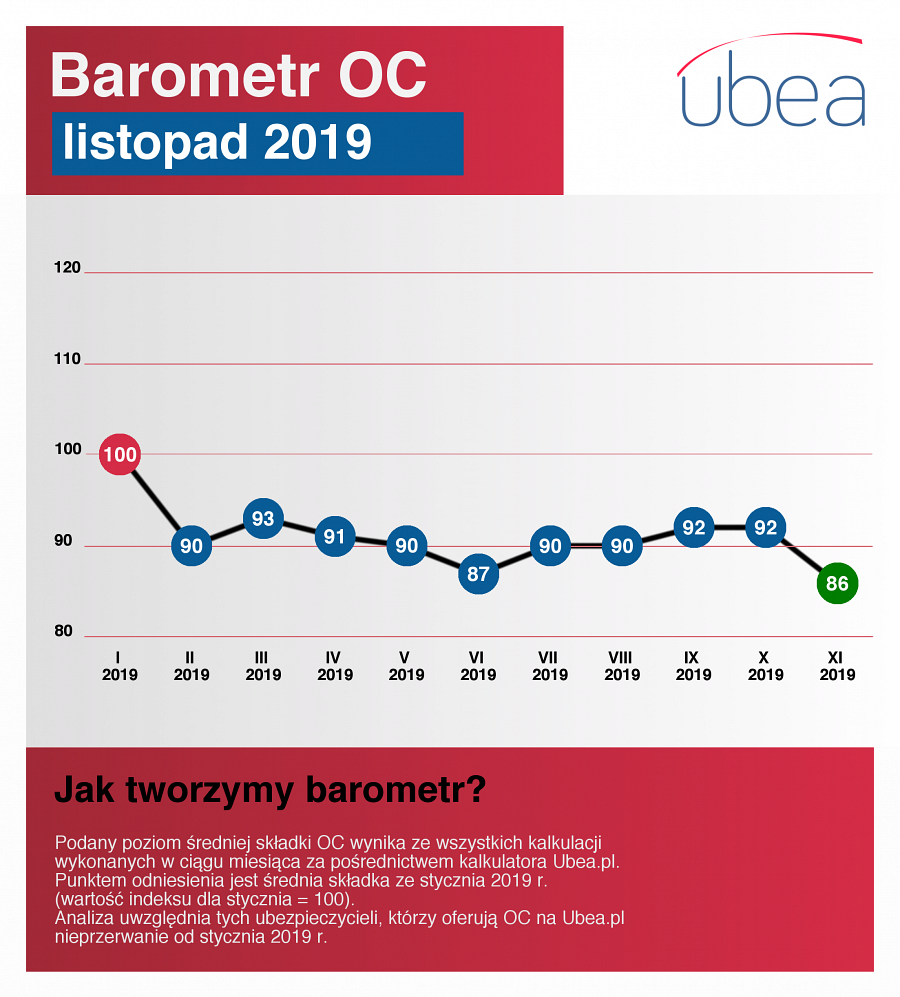 Barometr OC
listopad 2019
ubea
120
110
100
90
80
100
90
93
91
90
87
90
90
92
92
86
I
2019
II
2019
III
2019
IV
2019
V
2019
VI
2019
VII
2019
VIII
2019
IX
2019
X
2019
XI
2019
Jak tworzymy barometr?
Podany poziom średniej składki OC wynika ze wszystkich kalkulacji
wykonanych w ciągu miesiąca za pośrednictwem kalkulatora Ubea.pl.
Punktem odniesienia jest średnia składka ze stycznia 2019 r.
(wartość indeksu dla stycznia = 100).
Analiza uwzględnia tych ubezpieczycieli, którzy oferują OC na Ubea.pl
nieprzerwanie od stycznia 2019 r.